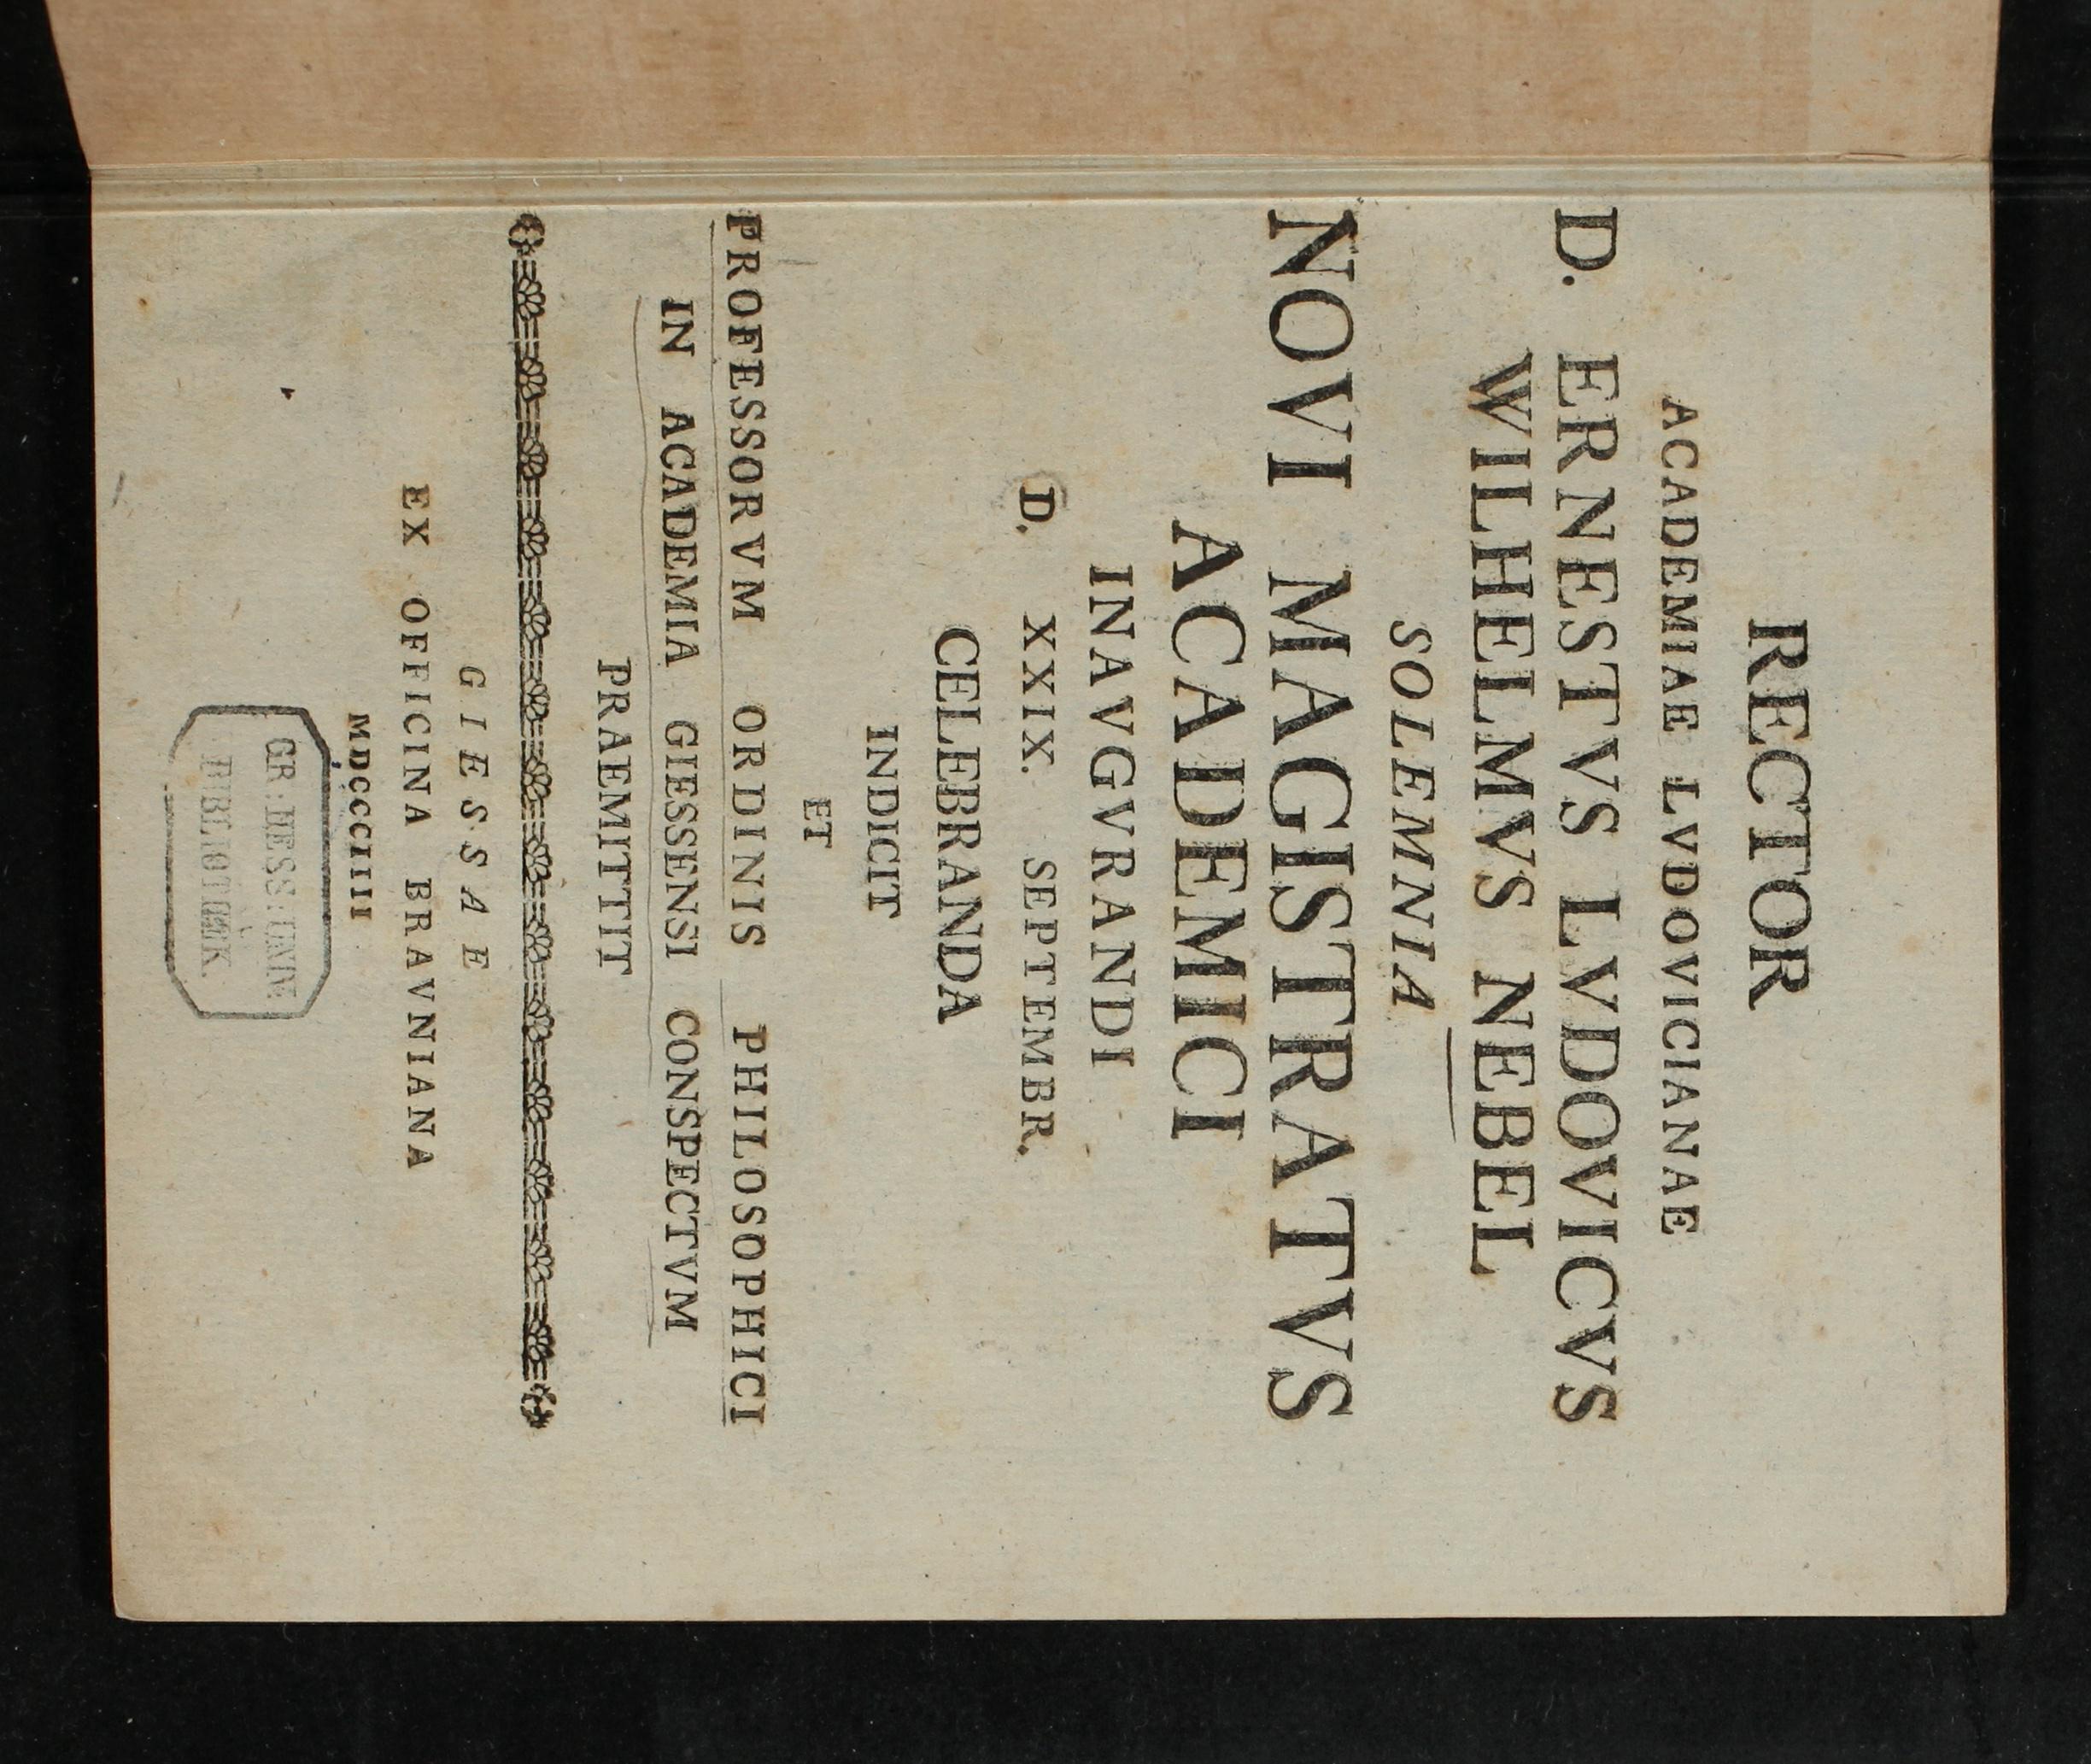 RECTOR
ACADEMIAE LVDOVICIANAE
D. ERNESTVS LVDOVICVS
WILHELMVS NEBEL
SOLEMNIA
NOVI MAGISTRATVS
ACADEMICI
INAVGVRANDI
D. XXIX. SEPTEMBR.
CELEBRANDA
INDICIT
ET
PROFESSORVM ORDINIS PHILOSOPHICI
IN ACADEMIA GIESSENSI CONSPECTVM
PRAEMITTIT
GIESSAE
EX OFFICINA BRAVNIANA
MDCCCIIII
GR. HESS. UNIV.
BIBLIOTHEK.